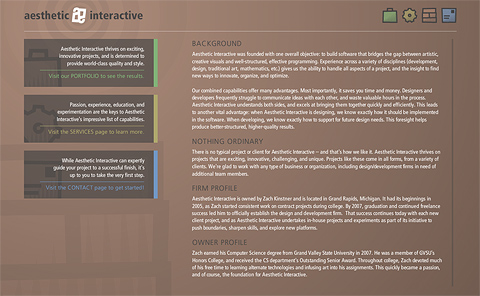 aesthetic interactive
Aesthetic Interactive thrives on exciting,
innovative projects, and is determined to
provide world-class quality and style.
Visit our PORTFOLIO to see the results.
Passion, experience, education, and
experimentation are the keys to Aesthetic
Interactive's impressive list of capabilities.
Visit the SERVICES page to learn more.
While Aesthetic Interactive can expertly
guide your project to a successful finish, it's
up to you to take the very first step.
Visit the CONTACT page to get started!
BACKGROUND
Aesthetic Interactive was founded with one overall objective: to build software that bridges the gap between artistic,
creative visuals and well-structured, effective programming. Experience across a variety of disciplines (development,
design, traditional art, mathematics, etc.) gives us the ability to handle all aspects of a project, and the insight to find
new ways to innovate, organize, and optimize.
Our combined capabilities offer many advantages. Most importantly, it saves you time and money. Designers and
developers frequently struggle to communicate ideas with each other, and waste valuable hours in the process.
Aesthetic Interactive understands both sides, and excels at bringing them together quickly and efficiently. This leads
to another vital advantage: when Aesthetic Interactive is designing, we know exactly how it should be implemented
in the software. When developing, we know exactly how to support for future design needs. This foresight helps
produce better-structured, higher-quality results.
NOTHING ORDINARY
There is no typical project or client for Aesthetic Interactive – and that's how we like it. Aesthetic Interactive thrives on
projects that are exciting, innovative, challenging, and unique. Projects like these come in all forms, from a variety of
clients. We're glad to work with any type of business or organization, including design/development firms in need of
additional team members.
FIRM PROFILE
Aesthetic Interactive is owned by Zach Kinstner and is located in Grand Rapids, Michigan. It had its beginnings in
2005, as Zach started consistent work on contract projects during college. By 2007, graduation and continued freelance
success led him to officially establish the design and development firm. That success continues today with each new
client project, and as Aesthetic Interactive undertakes in-house projects and experiments as part of its initiative to
push boundaries, sharpen skills, and explore new platforms.
OWNER PROFILE
Zach earned his Computer Science degree from Grand Valley State University in 2007. He was a member of GVSU's
Honors College, and received the CS department's Outstanding Senior Award. Throughout college, Zach devoted much
of his free time to learning alternate technologies and infusing art into his assignments. This quickly became a passion,
and of course, the foundation for Aesthetic Interactive.